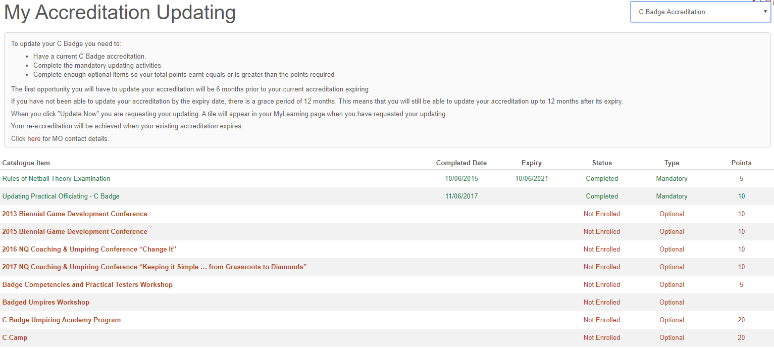 My Accreditation Updating
C Badge Accreditation
To update your C-Badge you need to:
Have a current C Badge accreditation.
Complete the mandatory updating activities
Complete enough optional items so your total points earnt equals or is greater than the points required
The first opportunity you will have to update your accreditation will be 6 months prior to your current accreditation expiring.
If you have not been able to update your accreditation by the expiry date, there is a grace period of 12 months. This means that you will still be able to update your accreditation up to 12 months after its expiry.
When you click "Update Now" you are requesting your updating. A tile will appear in your MyLearning page when you have requested your updating.
Your re-accreditation will be achieved when your existing accreditation expires.
Click here for MO contact details.
Catalogue Item Completed Date Expiry Status Type Points
Rules of Netball Theory Examination 10/06/2015 10/06/2021 Completed Mandatory 5
Updating Practical Officiating - C Badge 11/06/2017 Completed Mandatory 10
2013 Biennial Game Development Conference Not Enrolled Optional 10
2015 Biennial Game Development Conference Not Enrolled Optional 10
2016 NQ Coaching & Umpiring Conference "Change It" Not Enrolled Optional 10
2017 NQ Coaching & Umpiring Conference "Keeping it Simple ... from Grassroots to Diamonds" Not Enrolled Optional 10
Badge Competencies and Practical Testers Workshop Not Enrolled Optional 5
Badged Umpires Workshop Not Enrolled Optional
C Badge Umpiring Academy Program Not Enrolled Optional 20
C Camp Not Enrolled Optional 20